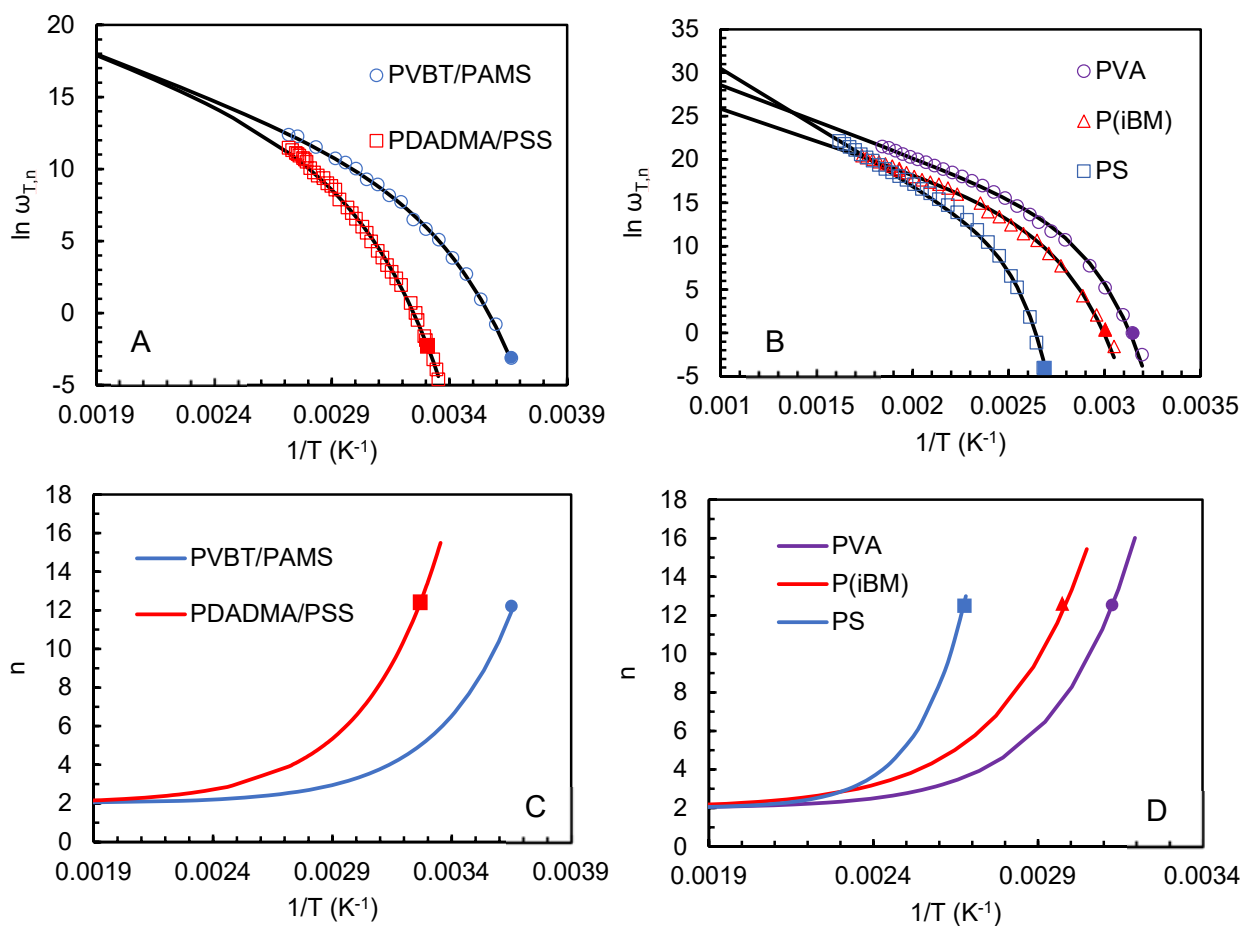 20
15
10
5
0
-5
ln ω_T,n
PVBT/PAMS
PDADMA/PSS
A
0.0019
0.0024
0.0029
0.0034
0.0039
1/T (K⁻¹)
35
30
25
20
15
10
5
0
-5
ln ω_T,n
PVA
P(iBM)
PS
B
0.001
0.0015
0.002
0.0025
0.003
0.0035
1/T (K⁻¹)
18
16
14
12
10
8
6
4
2
0
n
PVBT/PAMS
PDADMA/PSS
C
0.0019
0.0024
0.0029
0.0034
0.0039
1/T (K⁻¹)
18
16
14
12
10
8
6
4
2
0
n
PVA
P(iBM)
PS
D
0.0019
0.0024
0.0029
0.0034
1/T (K⁻¹)